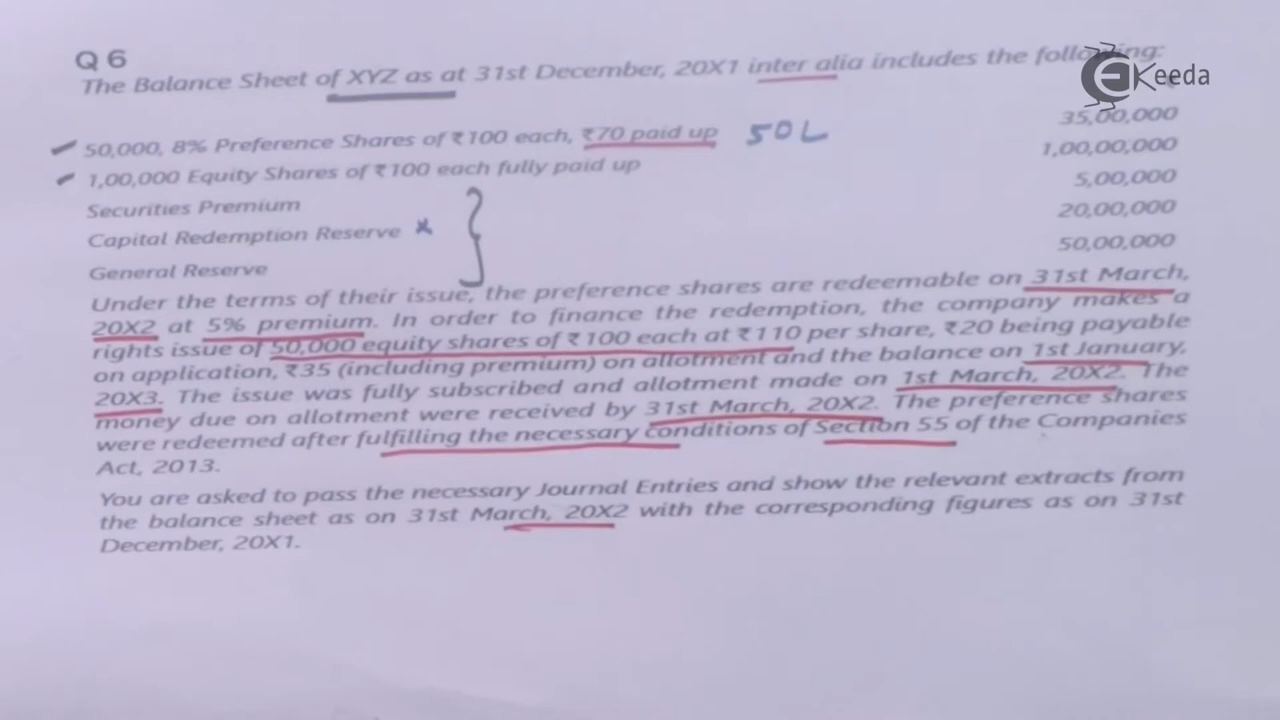 Q 6
The Balance Sheet of XYZ as at 31st December, 20X1 inter alia includes the following:
Keeda
50,000, 8% Preference Shares of ₹100 each, ₹70 paid up 50L 35,00,000
1,00,000 Equity Shares of ₹100 each fully paid up 1,00,00,000
Securities Premium 5,00,000
Capital Redemption Reserve x 20,00,000
General Reserve 50,00,000
Under the terms of their issue, the preference shares are redeemable on 31st March,
20X2 at 5% premium. In order to finance the redemption, the company makes a
rights issue of 50,000 equity shares of ₹100 each at ₹110 per share, ₹20 being payable
on application, ₹35 (including premium) on allotment and the balance on 1st January,
20X3. The issue was fully subscribed and allotment made on 1st March, 20X2. The
money due on allotment were received by 31st March, 20X2. The preference shares
were redeemed after fulfilling the necessary conditions of Section 55 of the Companies
Act, 2013.
You are asked to pass the necessary Journal Entries and show the relevant extracts from
the balance sheet as on 31st March, 20X2 with the corresponding figures as on 31st
December, 20X1.